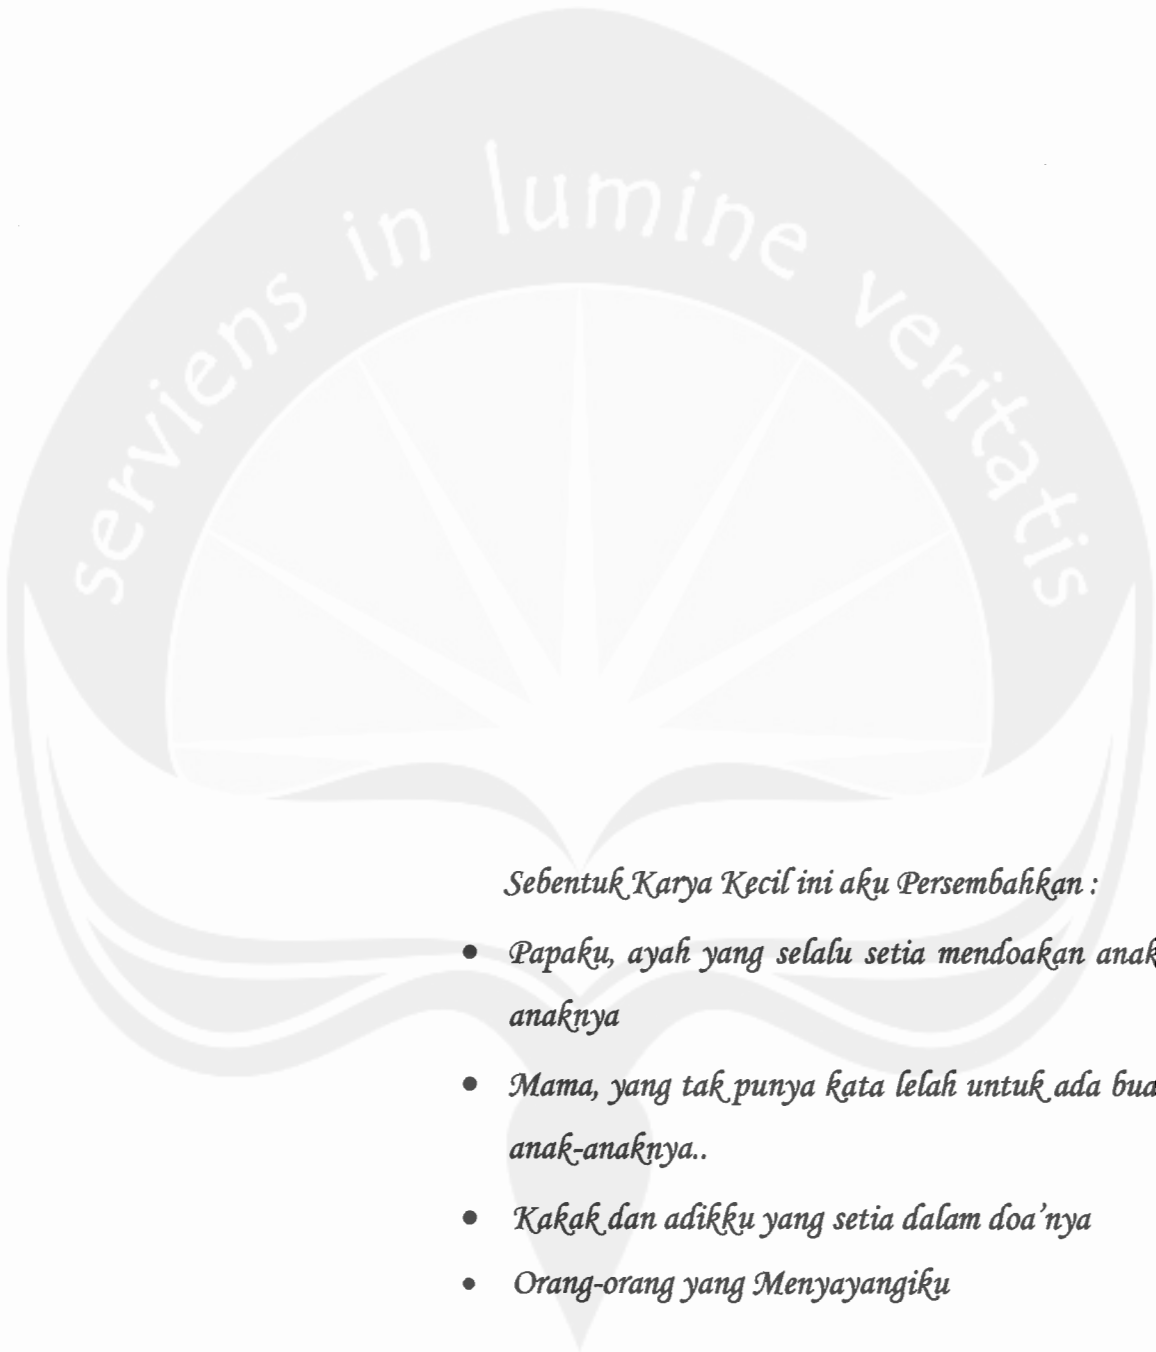 serviens in lumine veritatis
Sebentuk Karya Kecil ini aku Persembahkan :
• Papaku, ayah yang selalu setia mendoakan anak
anaknya
• Mama, yang tak punya kata lelah untuk ada bua
anak-anaknya..
• Kakak dan adikku yang setia dalam doa'nya
• Orang-orang yang Menyayangiku